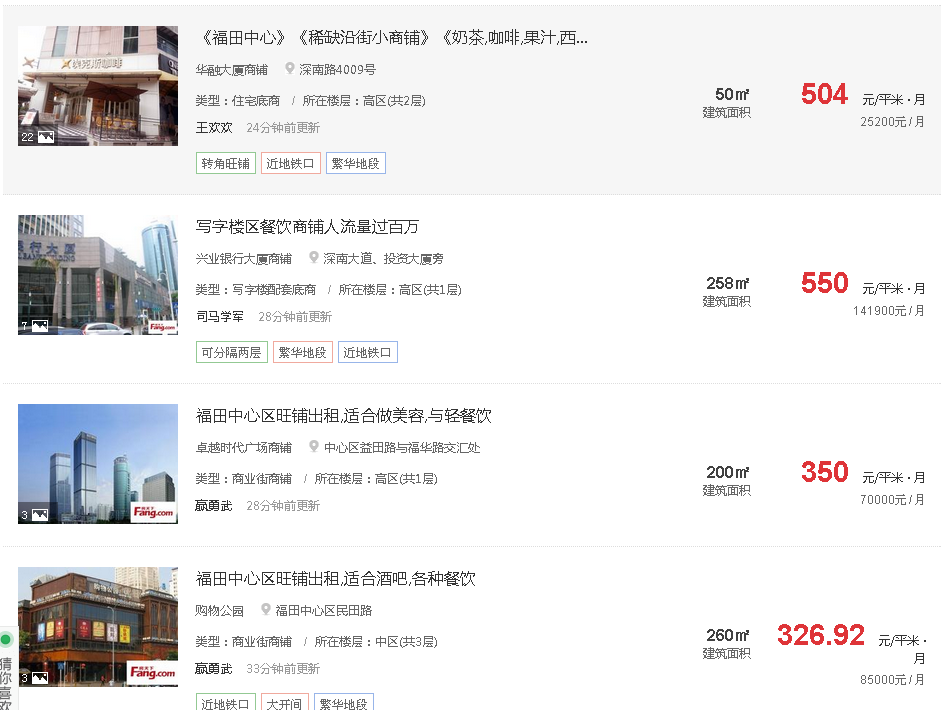 《福田中心》《稀缺沿街小商铺》《奶茶,咖啡,果汁,西...
华融大厦商铺 深南路4009号
类型：住宅底商 / 所在楼层：高区(共2层)
王欢欢 24分钟前更新
转角旺铺 近地铁口 繁华地段
50㎡
建筑面积
504 元/平米·月
25200元/月
22
写字楼区餐饮商铺人流量过百万
兴业银行大厦商铺 深南大道、投资大厦旁
类型：写字楼配套底商 / 所在楼层：高区(共1层)
司马学军 28分钟前更新
可分隔两层 繁华地段 近地铁口
258㎡
建筑面积
550 元/平米·月
141900元/月
行大厦
7
Fang.com
福田中心区旺铺出租,适合做美容,与轻餐饮
卓越时代广场商铺 中心区益田路与福华路交汇处
类型：商业街商铺 / 所在楼层：高区(共1层)
嬴勇武 28分钟前更新
200㎡
建筑面积
350 元/平米·月
70000元/月
3
Fang.com
福田中心区旺铺出租,适合酒吧,各种餐饮
购物公园 福田中心区民田路
类型：商业街商铺 / 所在楼层：中区(共3层)
嬴勇武 33分钟前更新
近地铁口 大开间 繁华地段
260㎡
建筑面积
326.92 元/平米·
月
85000元/月
3
Fang.com
猜你喜欢